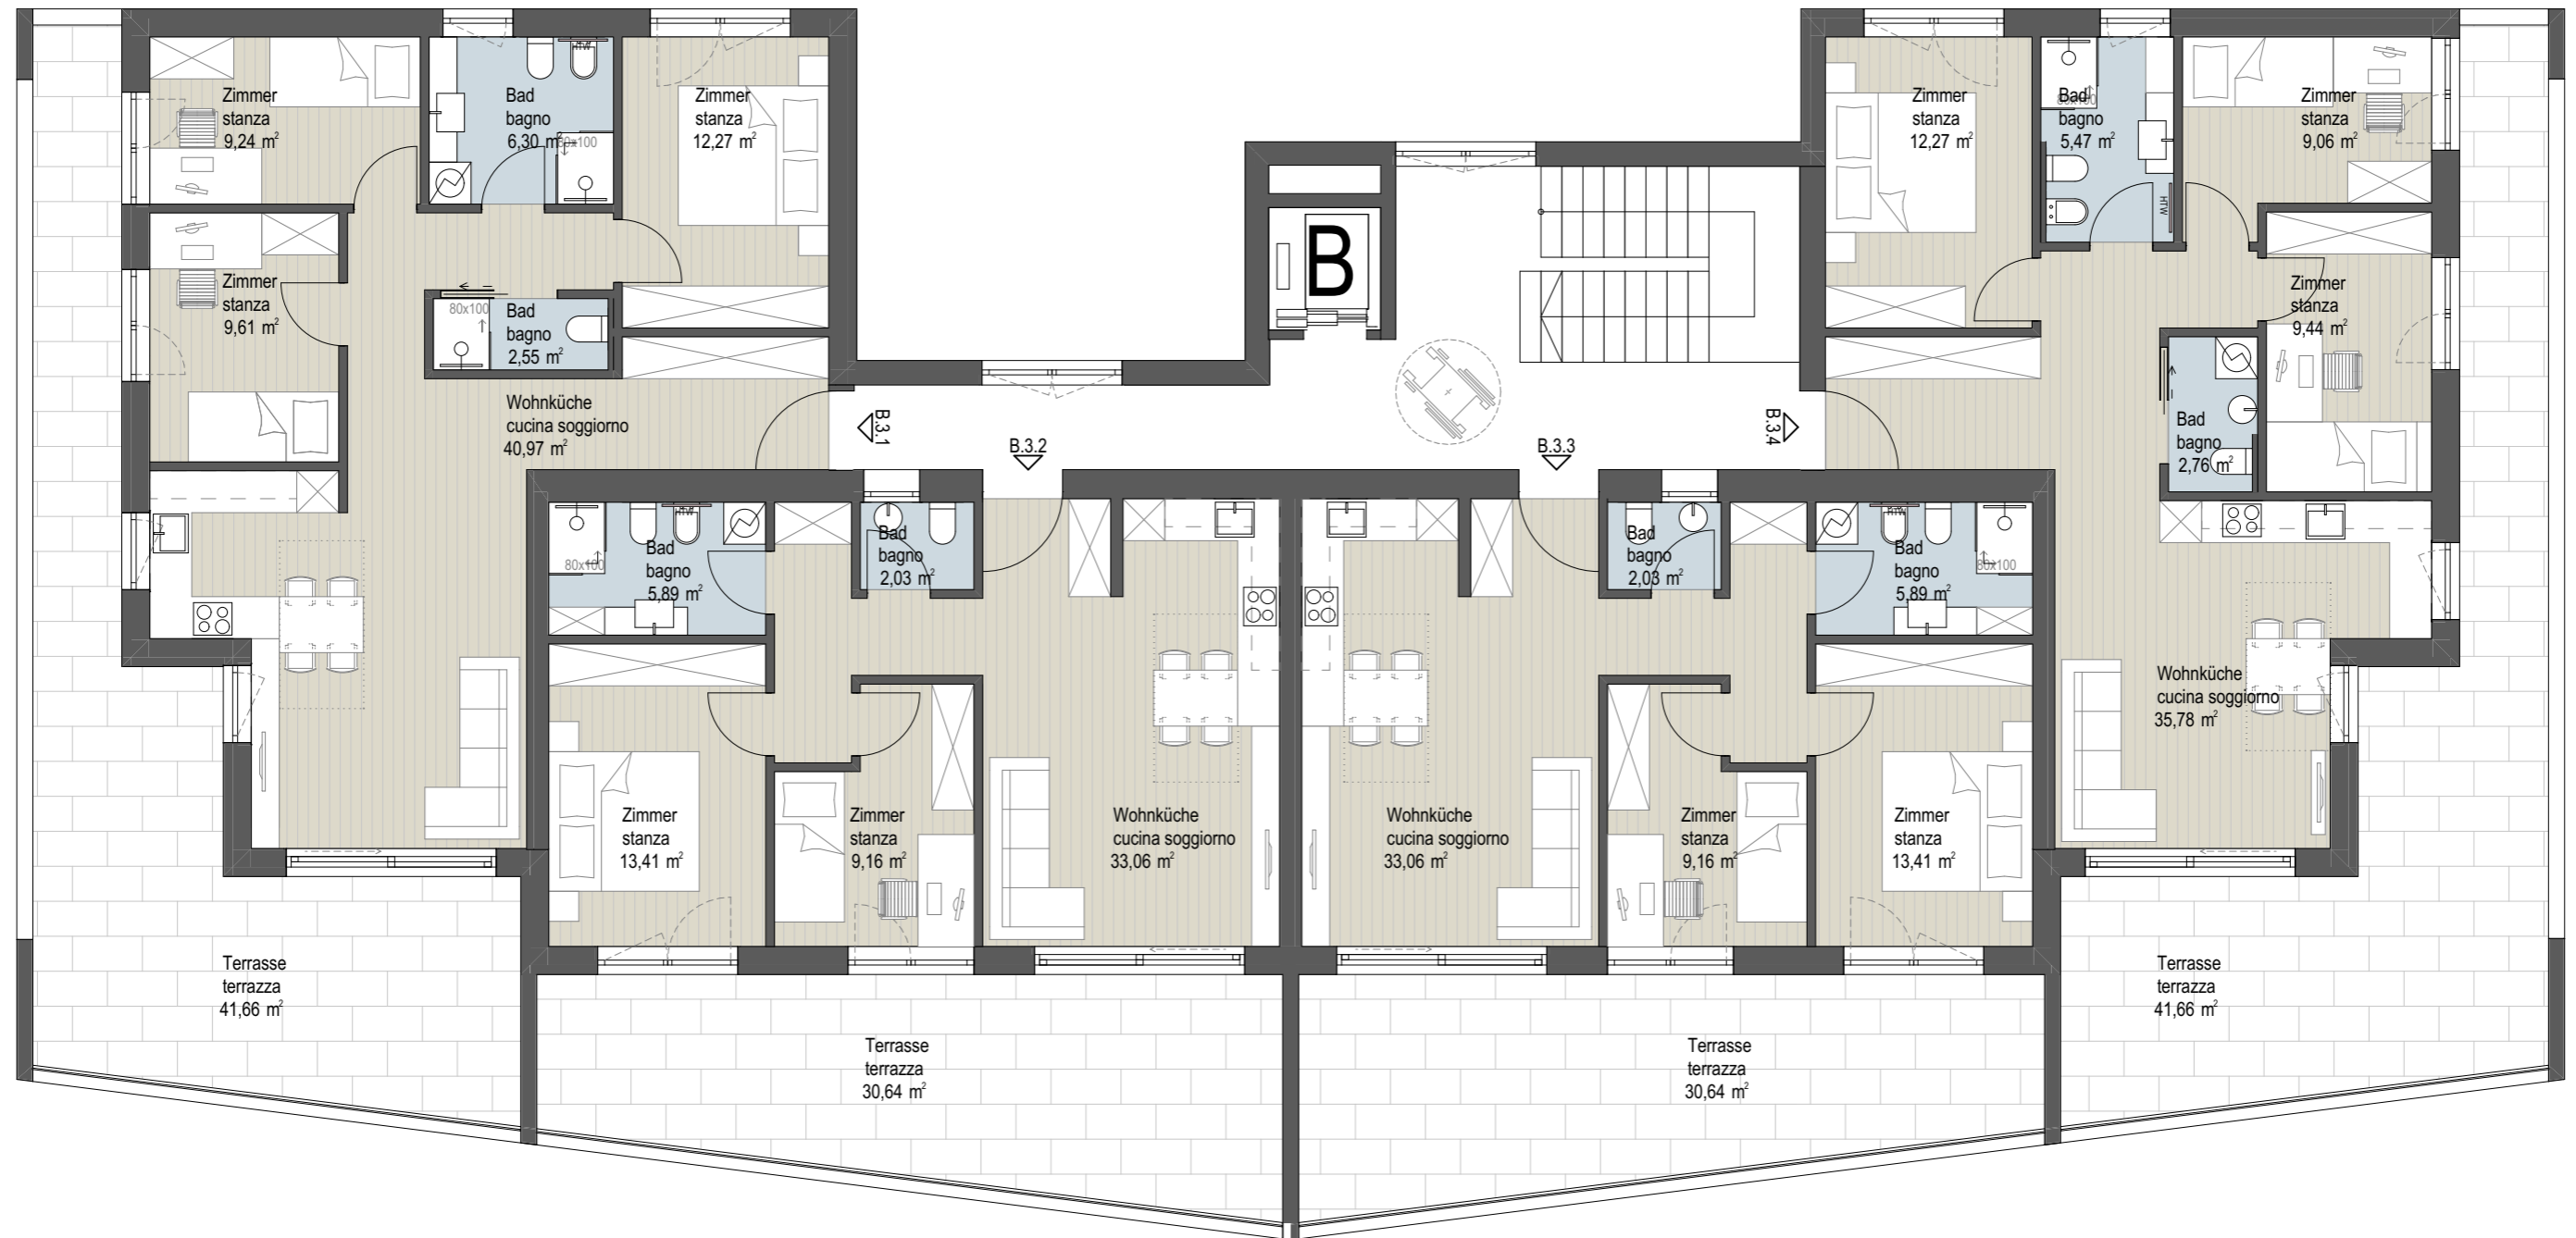 Zimmer
stanza
9,24 m²
Bad
bagno
6,30 m²
HTW
80x100
Zimmer
stanza
12,27 m²
Zimmer
stanza
9,61 m²
80x100
Bad
bagno
2,55 m²
Wohnküche
cucina soggiorno
40,97 m²
B.3.1
B.3.2
B
B.3.3
B.3.4
Zimmer
stanza
12,27 m²
80x100
Bad
bagno
5,47 m²
HTW
Zimmer
stanza
9,06 m²
Zimmer
stanza
9,44 m²
Bad
bagno
2,76 m²
HTW
80x100
Bad
bagno
5,89 m²
Bad
bagno
2,03 m²
Bad
bagno
2,03 m²
HTW
80x100
Bad
bagno
5,89 m²
Wohnküche
cucina soggiorno
35,78 m²
Zimmer
stanza
13,41 m²
Zimmer
stanza
9,16 m²
Wohnküche
cucina soggiorno
33,06 m²
Wohnküche
cucina soggiorno
33,06 m²
Zimmer
stanza
9,16 m²
Zimmer
stanza
13,41 m²
Terrasse
terrazza
41,66 m²
Terrasse
terrazza
30,64 m²
Terrasse
terrazza
30,64 m²
Terrasse
terrazza
41,66 m²